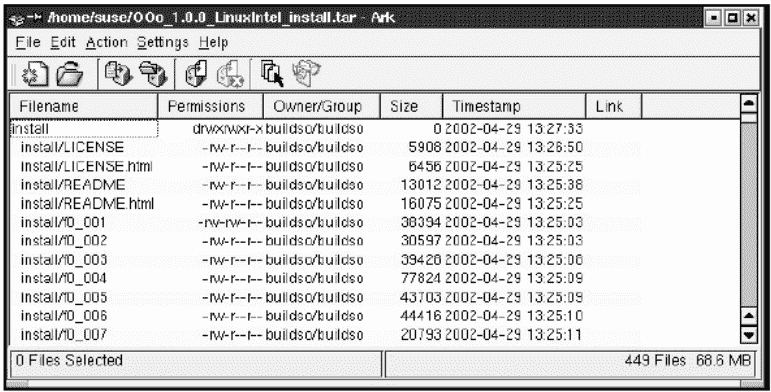 /home/suse/OOo_1.0.0_LinuxIntel_install.tar - Ark
File Edit Action Settings Help
Filename Permissions Owner/Group Size Timestamp Link
install drwxrwxr-x buildso/buildso 0 2002-04-29 13:27:33
install/LICENSE -rw-r--r-- buildso/buildso 5908 2002-04-29 13:26:50
install/LICENSE.html -rw-r--r-- buildso/buildso 6456 2002-04-29 13:25:25
install/README -rw-r--r-- buildso/buildso 13012 2002-04-29 13:25:38
install/README.html -rw-r--r-- buildso/buildso 16075 2002-04-29 13:25:25
install/f0_001 -rw-rw-r-- buildso/buildso 38394 2002-04-29 13:25:03
install/f0_002 -rw-r--r-- buildso/buildso 30597 2002-04-29 13:25:03
install/f0_003 -rw-r--r-- buildso/buildso 39426 2002-04-29 13:25:06
install/f0_004 -rw-r--r-- buildso/buildso 77824 2002-04-29 13:25:09
install/f0_005 -rw-r--r-- buildso/buildso 43703 2002-04-29 13:25:09
install/f0_006 -rw-r--r-- buildso/buildso 44416 2002-04-29 13:25:10
install/f0_007 -rw-r--r-- buildso/buildso 20793 2002-04-29 13:25:11
0 Files Selected
449 Files 68.6 MB